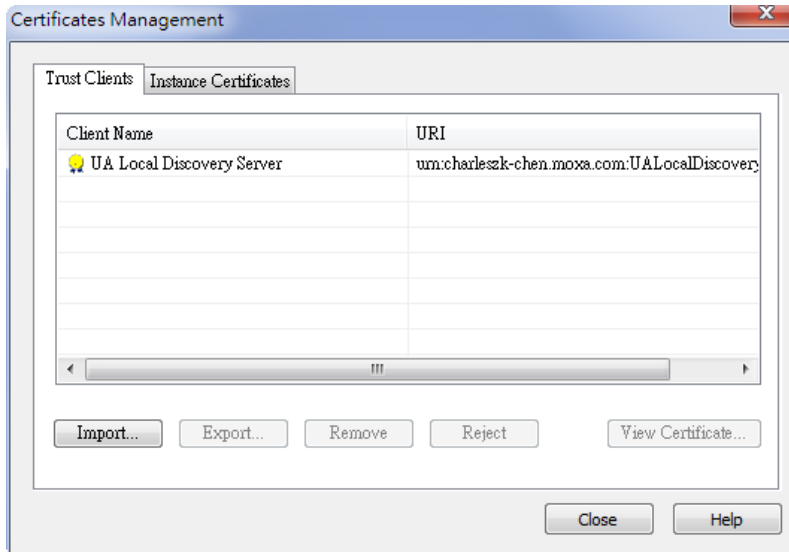 Certificates Management
Trust Clients Instance Certificates
Client Name URI
UA Local Discovery Server urn:charleszk-chen.moxa.com:UALocalDiscovery
Import... Export... Remove Reject View Certificate...
Close Help